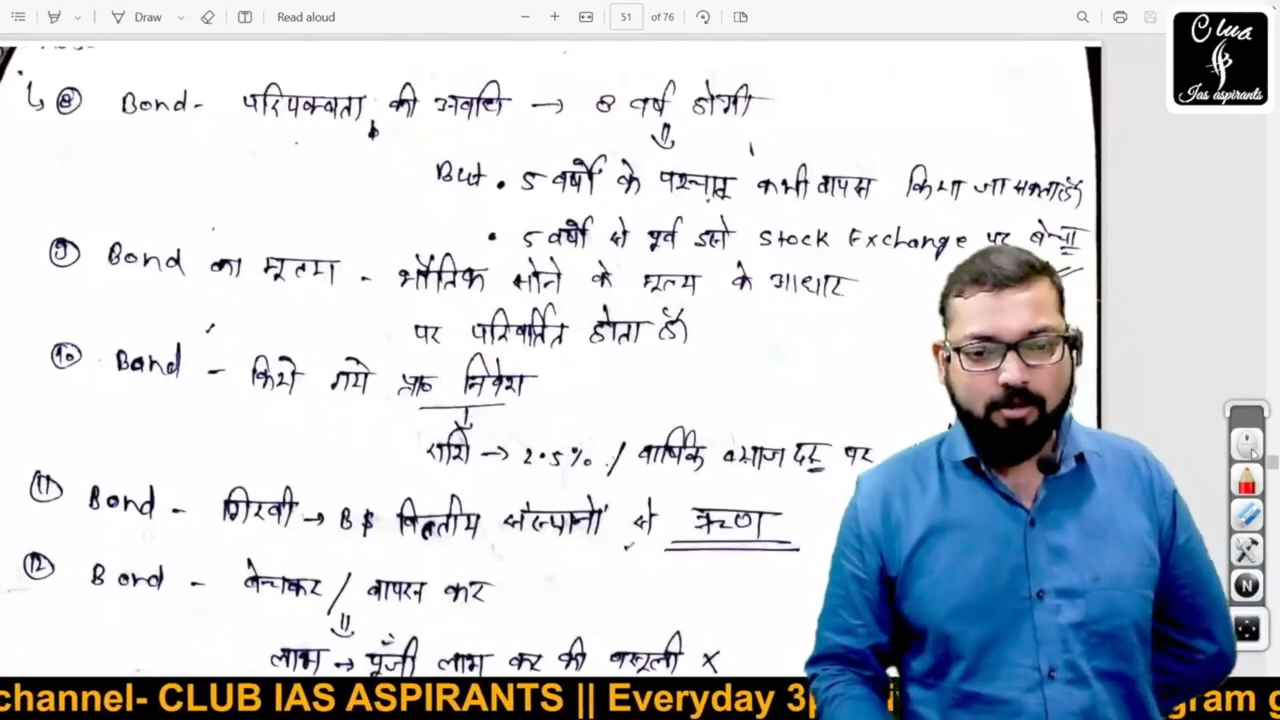 Draw
Read aloud
51
of 76
Clua
Ias aspirants
8 Bond - परिपक्वता की अवधि → 8 वर्ष होगी
But • 5 वर्षों के पश्चात् कभी वापस किया जा सकता है
• 5 वर्षों से पूर्व इसे Stock Exchange पर बेचा
9 Bond का मूल्य - भौतिक सोने के मूल्य के आधार
पर परिवर्तित होता है
10 Bond - किये गये प्रा० निवेश
राशि → 2.5% / वार्षिक ब्याज दर पर
11 Bond - गिरवी → B$ वित्तीय संस्थानों से ऋण
12 Bond - बेचकर / वापस कर
लाभ → पूँजी लाभ कर की वसूली x
N
channel- CLUB IAS ASPIRANTS || Everyday 3p
gram g